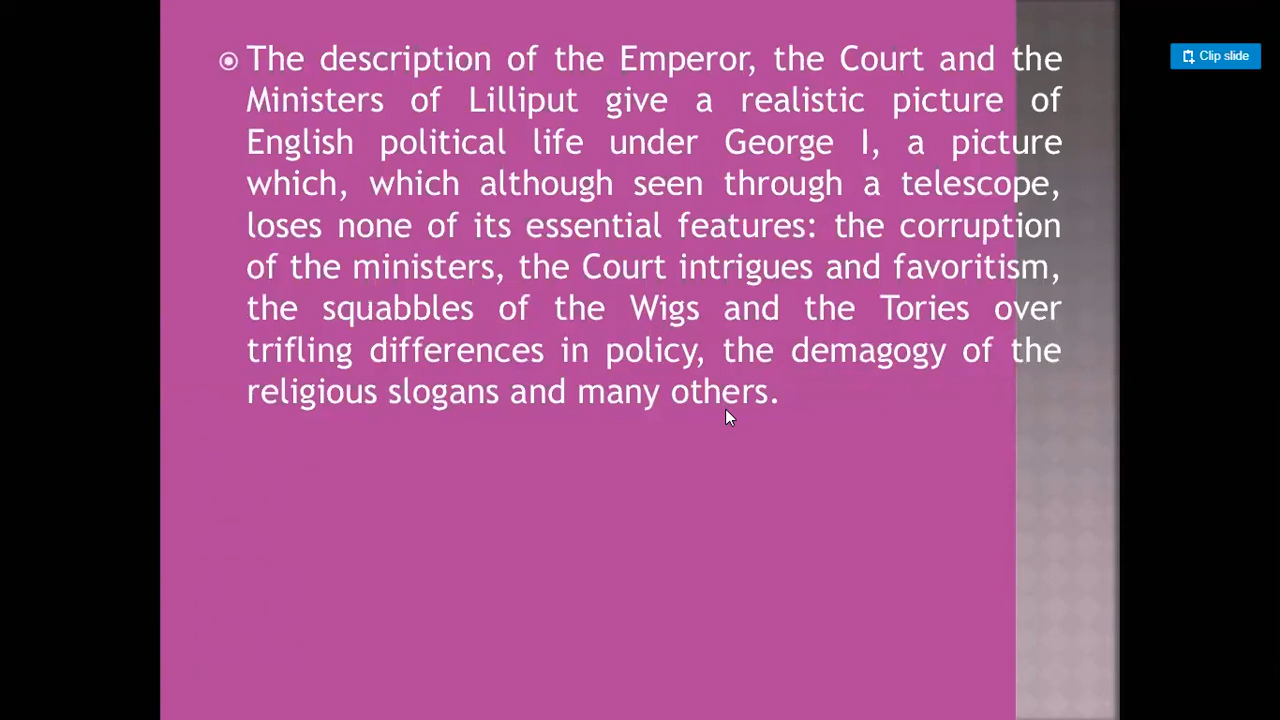 The description of the Emperor, the Court and the
Ministers of Lilliput give a realistic picture of
English political life under George I, a picture
which, which although seen through a telescope,
loses none of its essential features: the corruption
of the ministers, the Court intrigues and favoritism,
the squabbles of the Wigs and the Tories over
trifling differences in policy, the demagogy of the
religious slogans and many others.
Clip slide